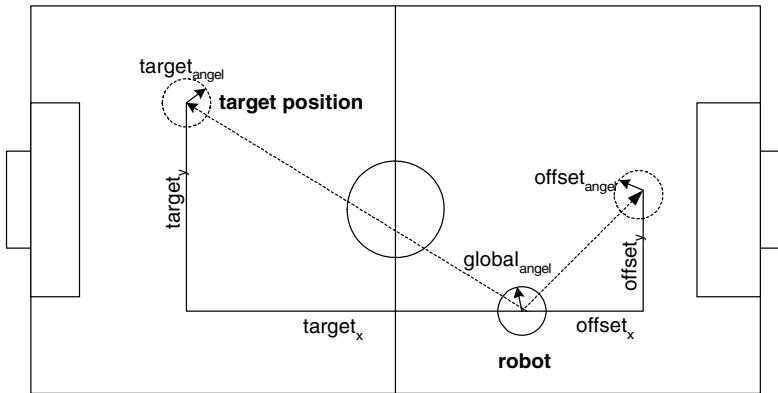 target_angel
target position
target_y
offset_angel
offset_y
global_angel
target_x
offset_x
robot